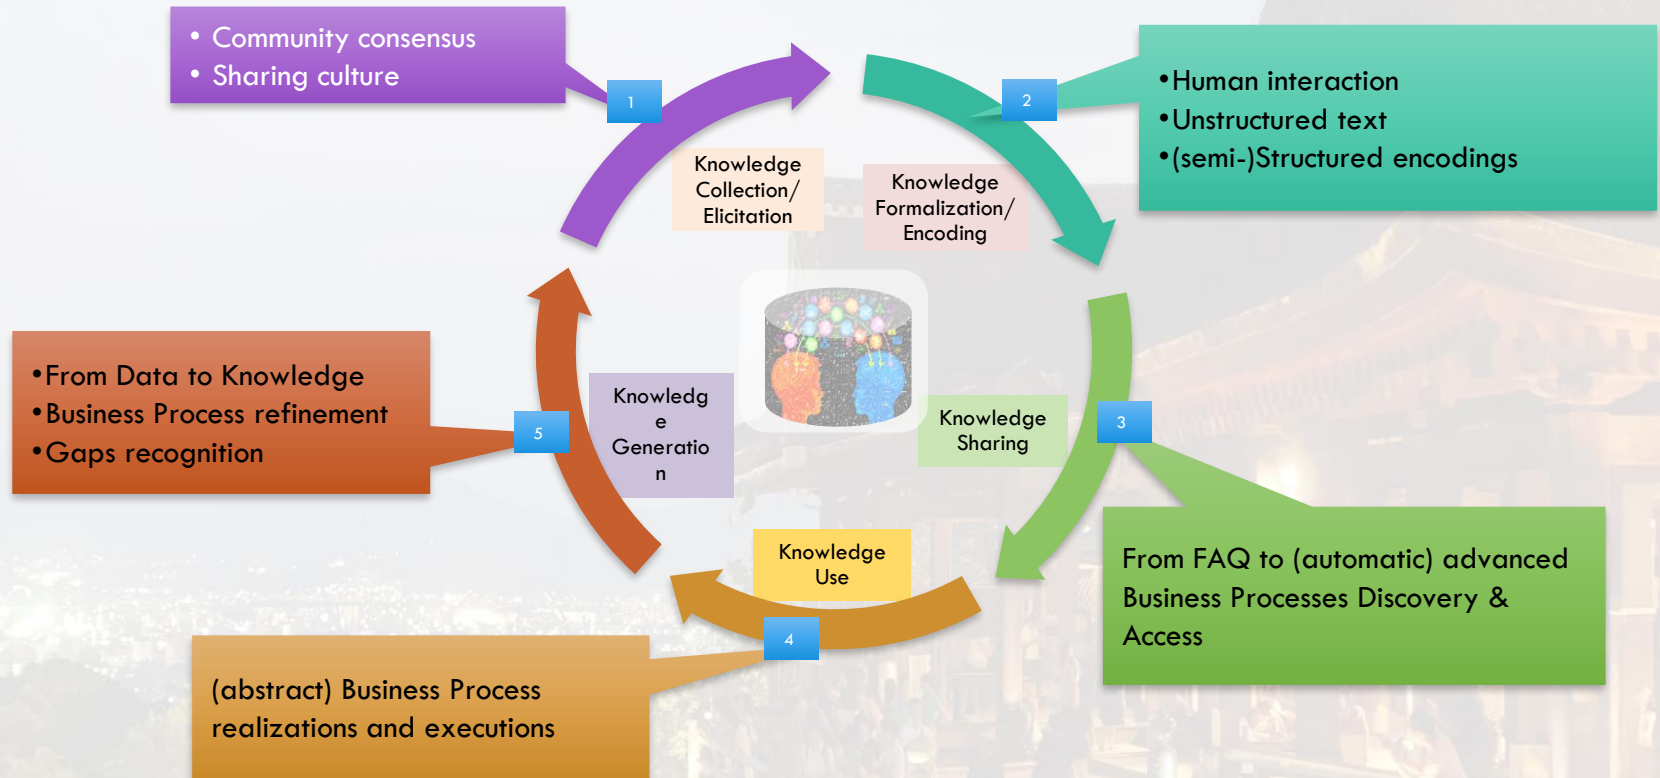 • Community consensus
• Sharing culture
1
Knowledge
Collection/
Elicitation
2
•Human interaction
•Unstructured text
•(semi-)Structured encodings
Knowledge
Formalization/
Encoding
3
Knowledge
Sharing
From FAQ to (automatic) advanced
Business Processes Discovery &
Access
4
Knowledge
Use
(abstract) Business Process
realizations and executions
5
Knowledg
e
Generatio
n
•From Data to Knowledge
•Business Process refinement
•Gaps recognition